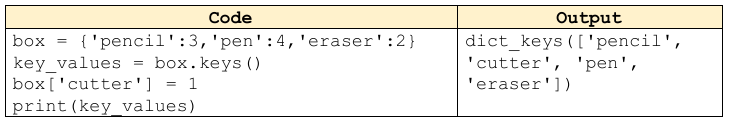 Code
Output
box = {'pencil':3,'pen':4,'eraser':2}
key_values = box.keys()
box['cutter'] = 1
print(key_values)
dict_keys(['pencil',
'cutter', 'pen',
'eraser'])